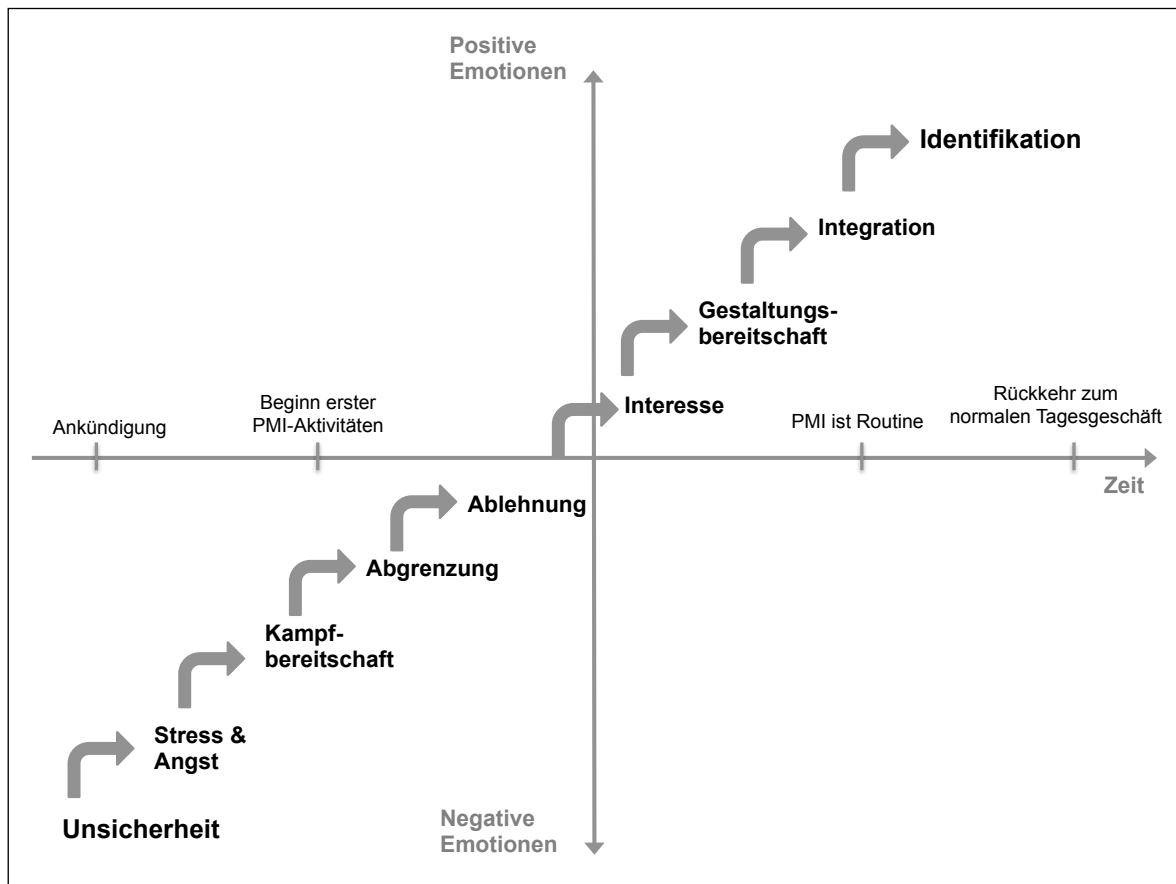 Positive
Emotionen
Identifikation
Integration
Gestaltungs-
bereitschaft
Interesse
Ankündigung
Beginn erster
PMI-Aktivitäten
PMI ist Routine
Rückkehr zum
normalen Tagesgeschäft
Zeit
Ablehnung
Abgrenzung
Kampf-
bereitschaft
Stress &
Angst
Unsicherheit
Negative
Emotionen